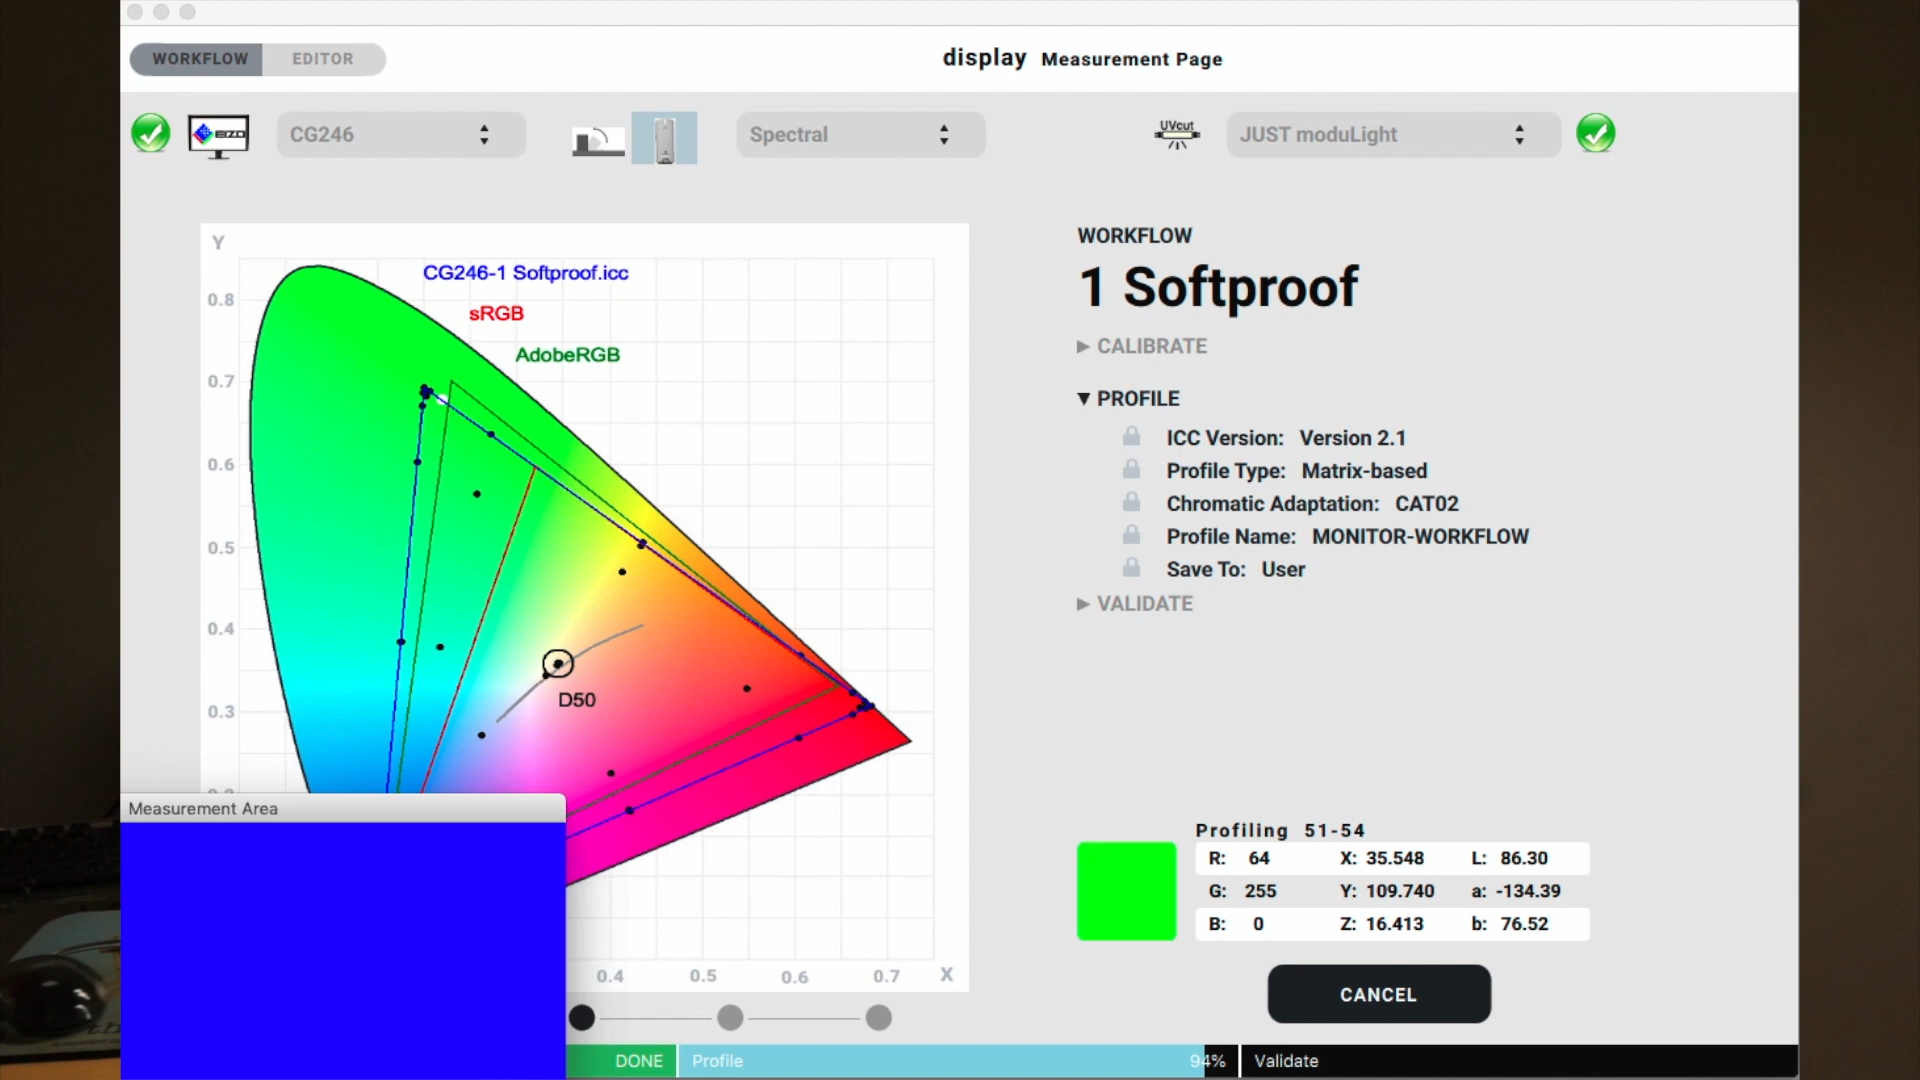 WORKFLOW EDITOR display Measurement Page
EIZO CG246 Spectral UVcut JUST moduLight
Y
CG246-1 Softproof.icc
sRGB
AdobeRGB
0.8
0.7
0.6
0.5
0.4
0.3
D50
0.4 0.5 0.6 0.7 X
Measurement Area
WORKFLOW
1 Softproof
CALIBRATE
PROFILE
ICC Version: Version 2.1
Profile Type: Matrix-based
Chromatic Adaptation: CAT02
Profile Name: MONITOR-WORKFLOW
Save To: User
VALIDATE
Profiling 51-54
R: 64 X: 35.548 L: 86.30
G: 255 Y: 109.740 a: -134.39
B: 0 Z: 16.413 b: 76.52
CANCEL
DONE Profile 94% Validate